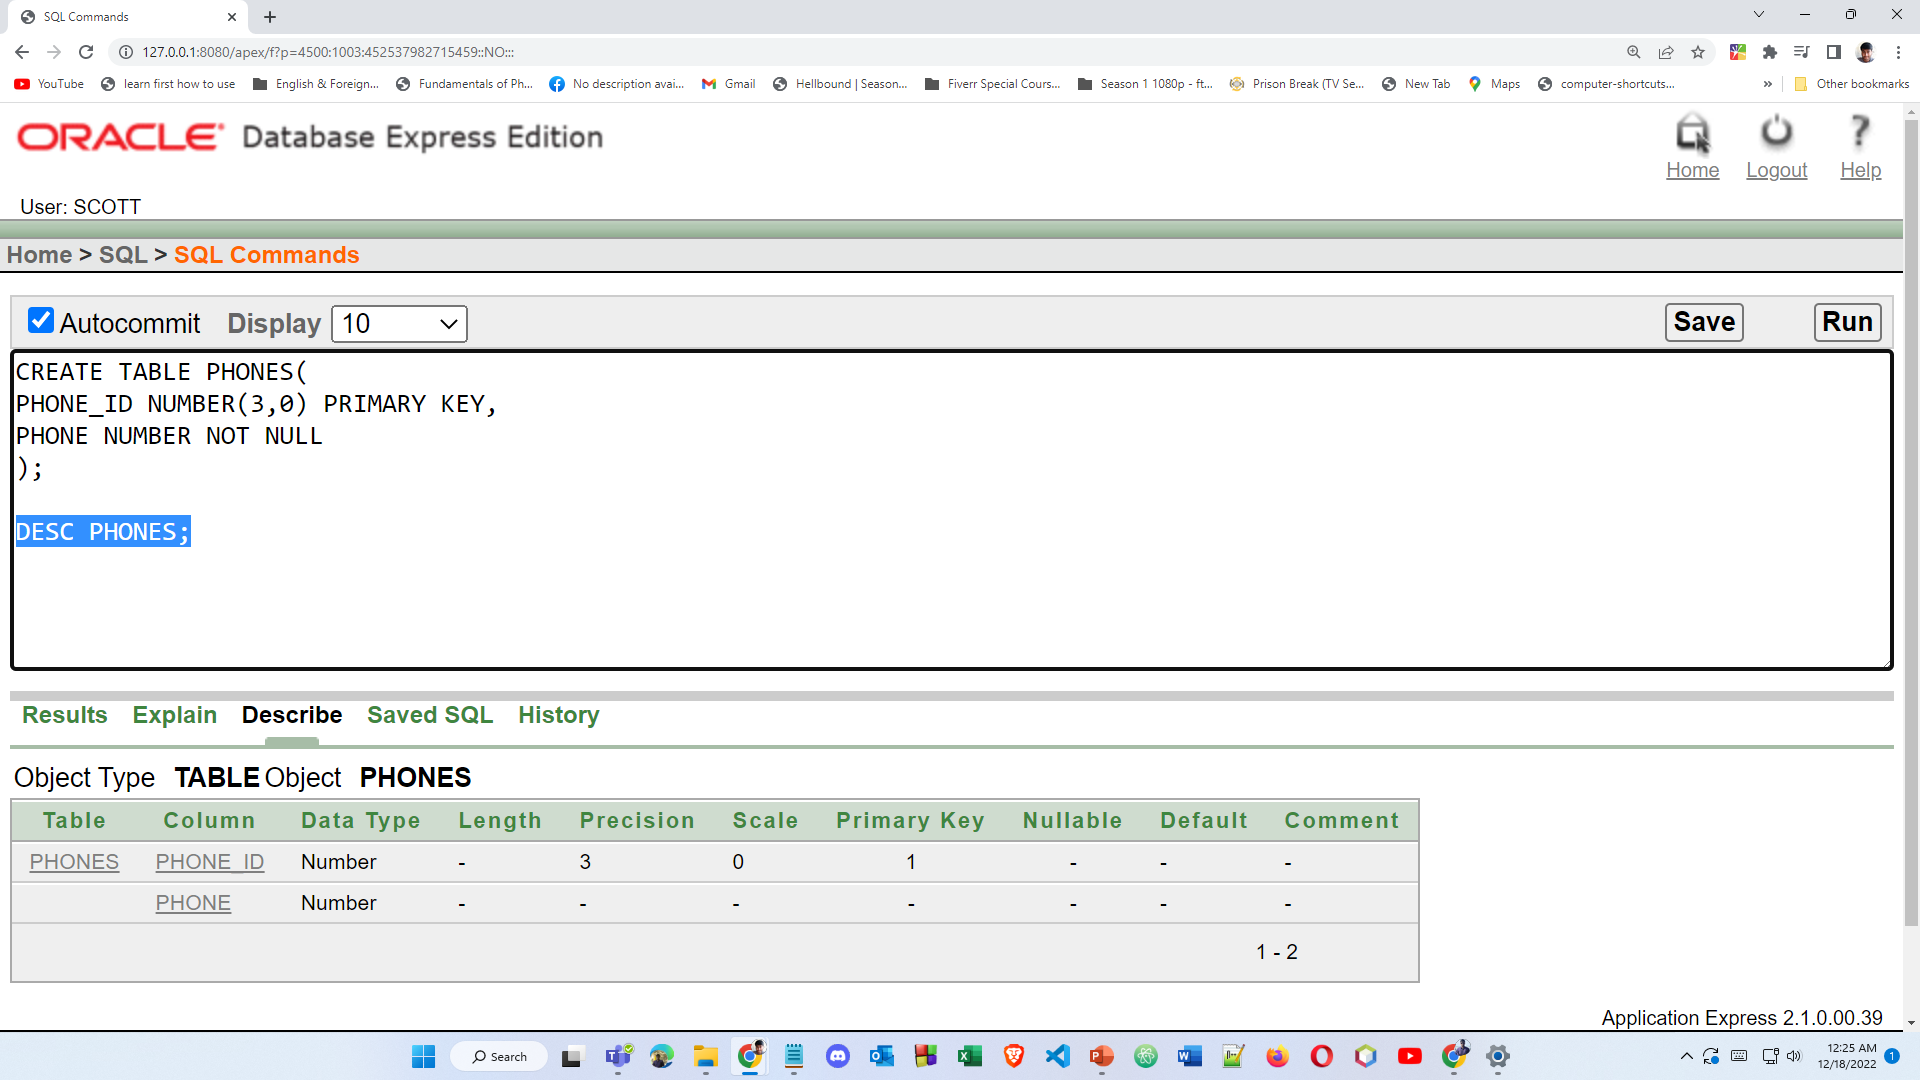 SQL Commands
127.0.0.1:8080/apex/f?p=4500:1003:452537982715459::NO:::
YouTube learn first how to use English & Foreign... Fundamentals of Ph... No description avai... Gmail Hellbound | Season... Fiverr Special Cours... Season 1 1080p - ft... Prison Break (TV Se... New Tab Maps computer-shortcuts... » Other bookmarks
ORACLE Database Express Edition
Home Logout Help
User: SCOTT
Home > SQL > SQL Commands
Autocommit Display 10 Save Run
CREATE TABLE PHONES(
PHONE_ID NUMBER(3,0) PRIMARY KEY,
PHONE NUMBER NOT NULL
);
DESC PHONES;
Results Explain Describe Saved SQL History
Object Type TABLE Object PHONES
Table Column Data Type Length Precision Scale Primary Key Nullable Default Comment
PHONES PHONE_ID Number - 3 0 1 - - -
PHONE Number - - - - - - -
1 - 2
Application Express 2.1.0.00.39
Search
12:25 AM
12/18/2022
1